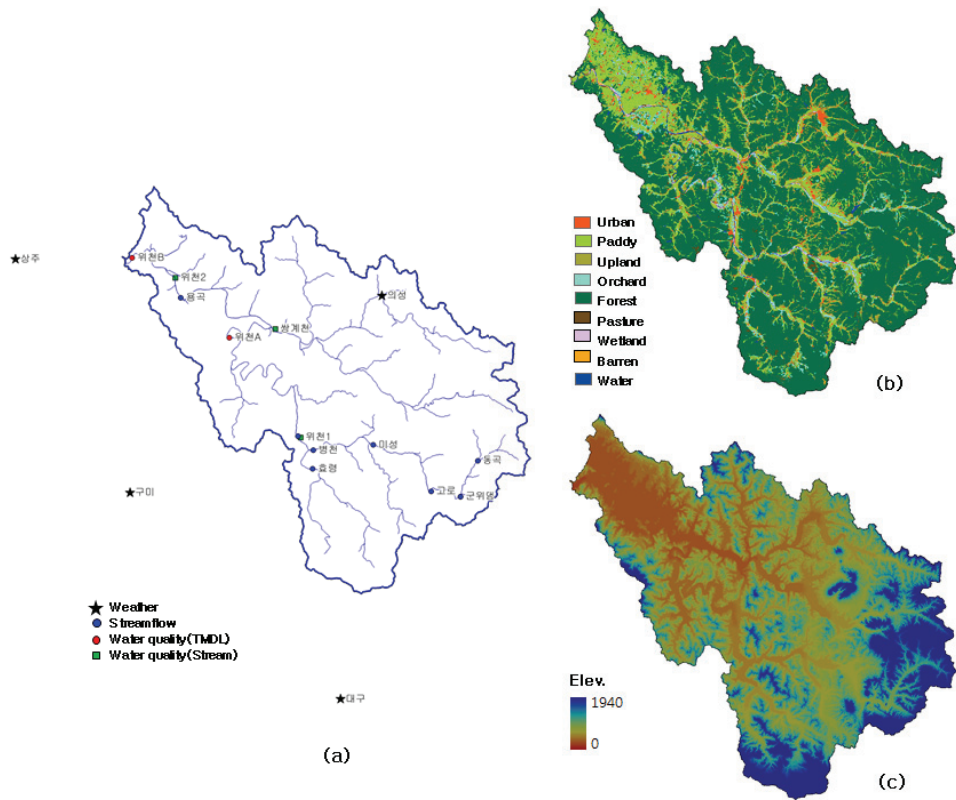 상주
위천B
위천2
용곡
의성
쌍계천
위천A
위천1
병천
미성
효령
동곡
고로
군위댐
구미
대구
Weather
Streamflow
Water quality(TMDL)
Water quality(Stream)
(a)
Urban
Paddy
Upland
Orchard
Forest
Pasture
Wetland
Barren
Water
(b)
Elev.
1940
0
(c)